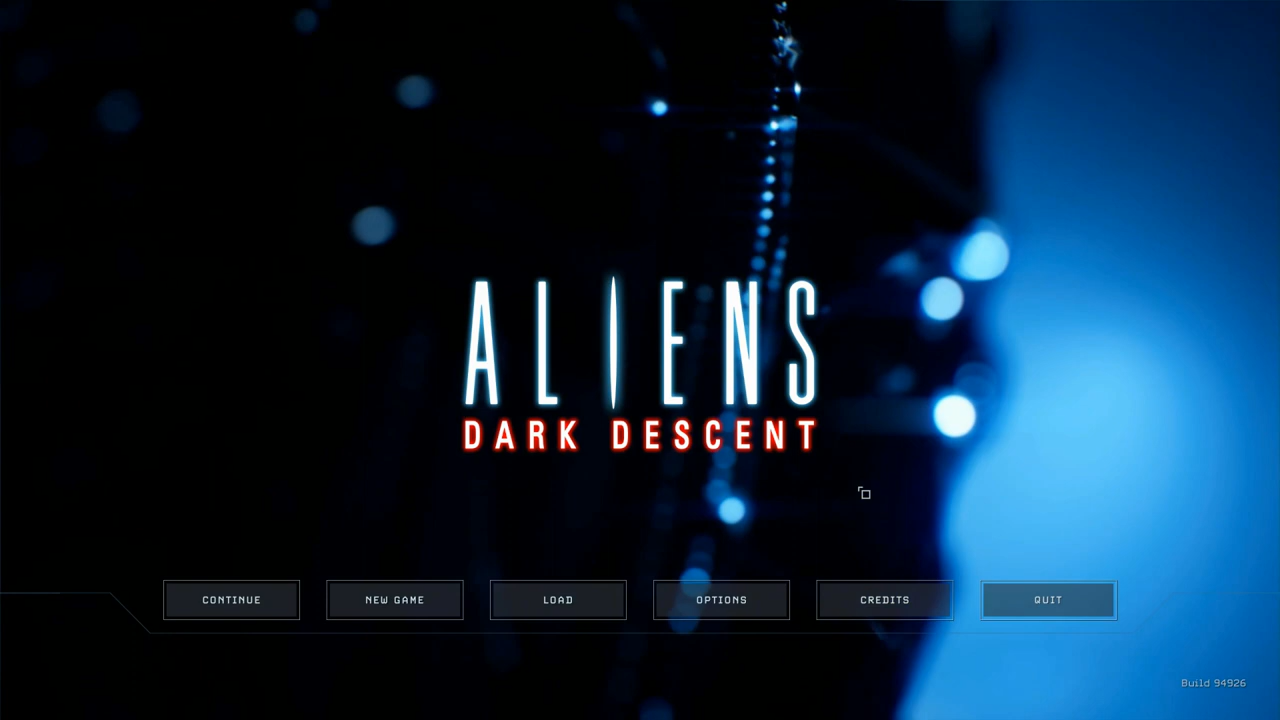 ALIENS
DARK DESCENT
CONTINUE
NEW GAME
LOAD
OPTIONS
CREDITS
QUIT
Build 94926